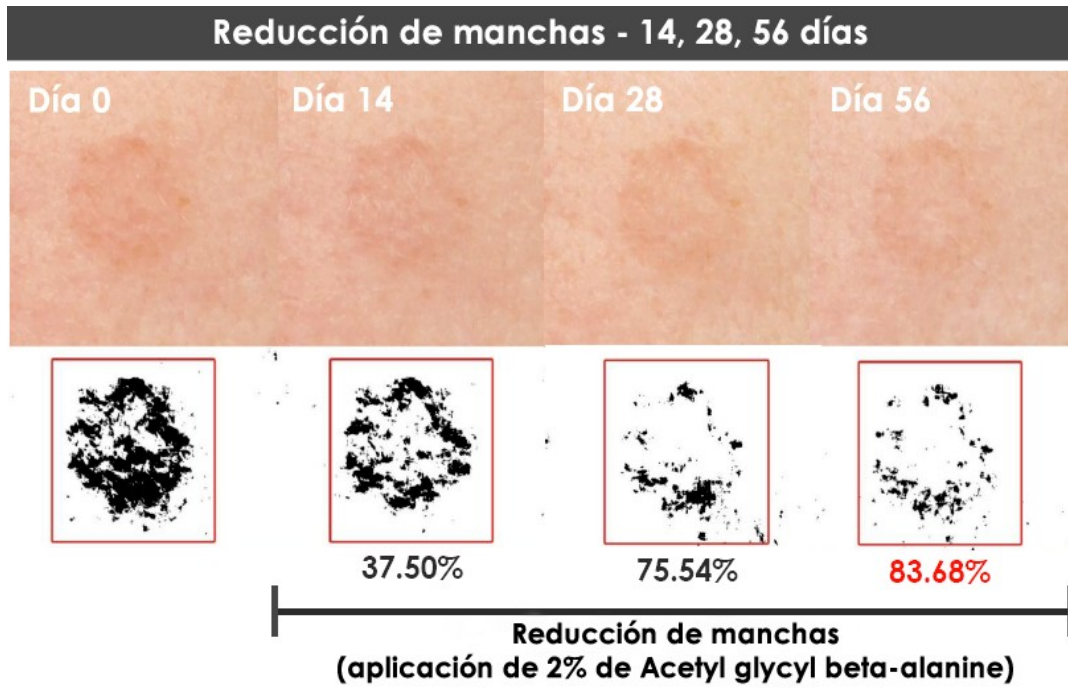 Reducción de manchas - 14, 28, 56 días
Día 0
Día 14
Día 28
Día 56
37.50%
75.54%
83.68%
Reducción de manchas
(aplicación de 2% de Acetyl glycyl beta-alanine)